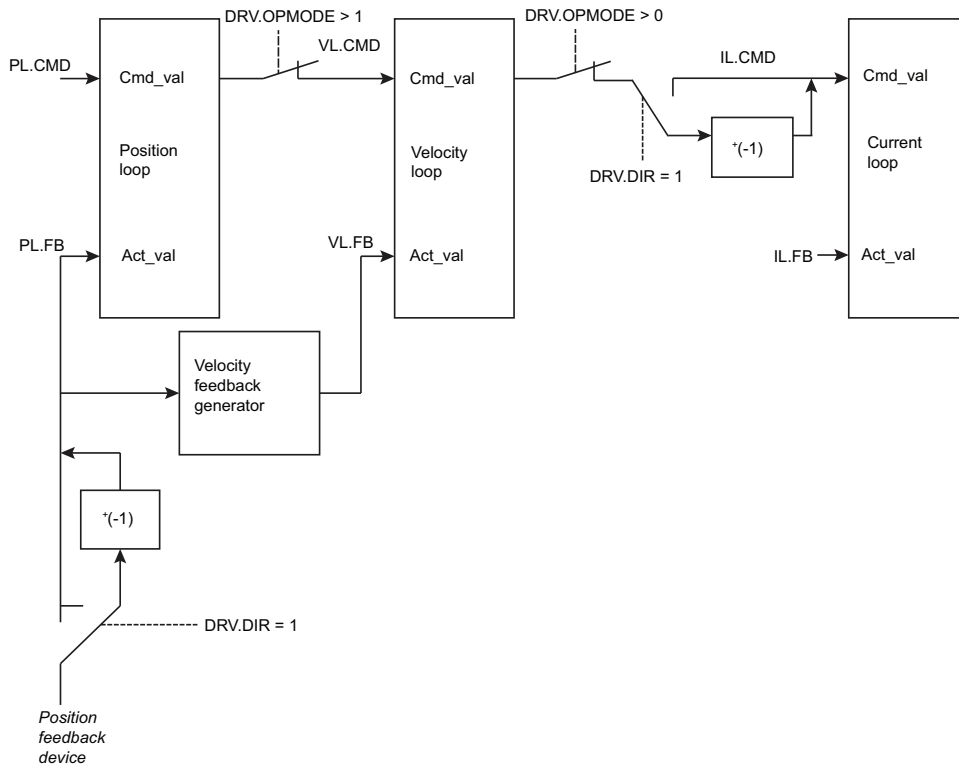 DRV.OPMODE > 1
DRV.OPMODE > 0
PL.CMD
VL.CMD
IL.CMD
Cmd_val
Cmd_val
Cmd_val
Position
loop
Velocity
loop
+(-1)
Current
loop
DRV.DIR = 1
PL.FB
Act_val
VL.FB
Act_val
IL.FB
Act_val
Velocity
feedback
generator
+(-1)
DRV.DIR = 1
Position
feedback
device